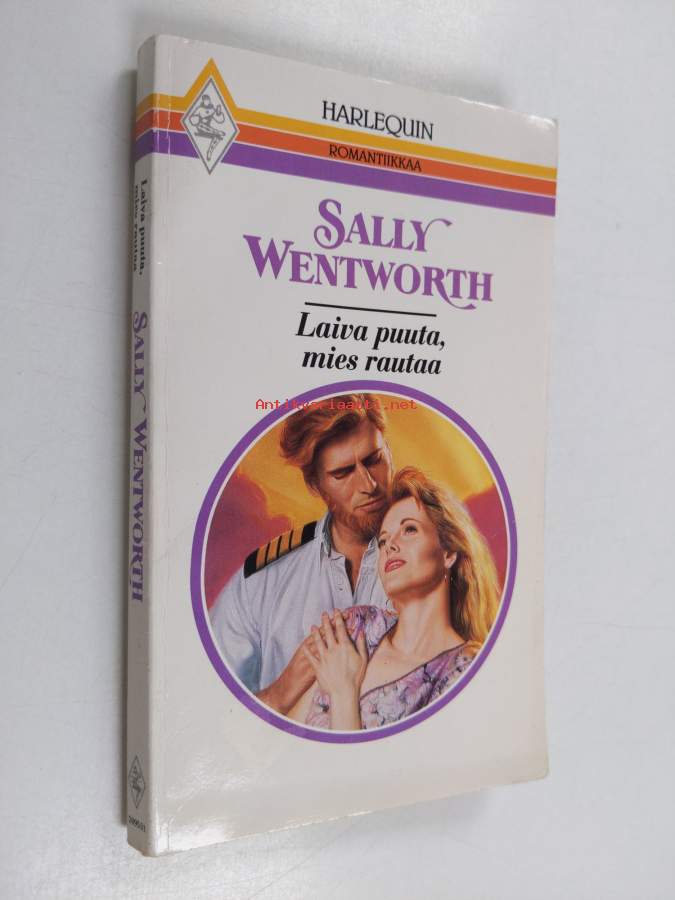 HARLEQUIN
ROMANTIIKKAA
SALLY
WENTWORTH
Laiva puuta,
mies rautaa
Antikvariaatti.net
Laiva puuta,
mies rautaa
SALLY WENTWORTH